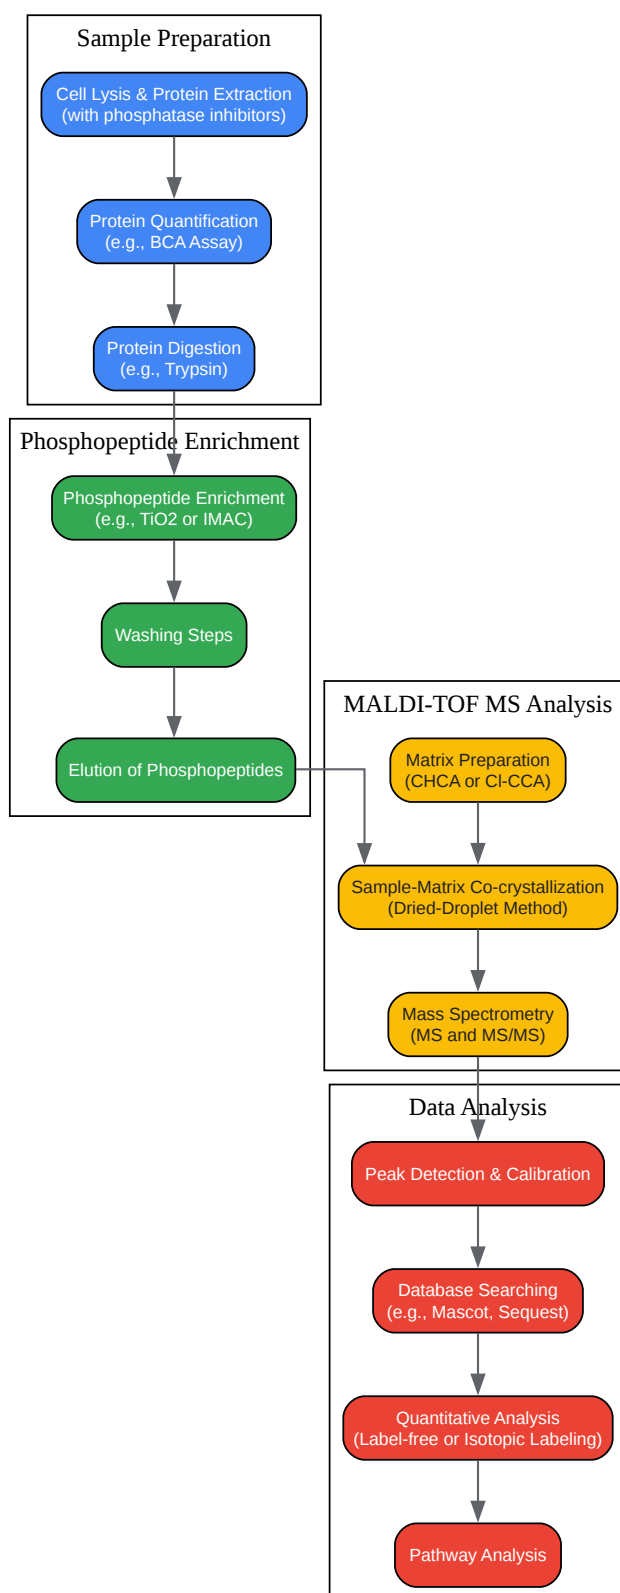 Sample Preparation
Cell Lysis & Protein Extraction
(with phosphatase inhibitors)
Protein Quantification
(e.g., BCA Assay)
Protein Digestion
(e.g., Trypsin)
Phosphopeptide Enrichment
Phosphopeptide Enrichment
(e.g., TiO2 or IMAC)
Washing Steps
Elution of Phosphopeptides
MALDI-TOF MS Analysis
Matrix Preparation
(CHCA or Cl-CCA)
Sample-Matrix Co-crystallization
(Dried-Droplet Method)
Mass Spectrometry
(MS and MS/MS)
Data Analysis
Peak Detection & Calibration
Database Searching
(e.g., Mascot, Sequest)
Quantitative Analysis
(Label-free or Isotopic Labeling)
Pathway Analysis